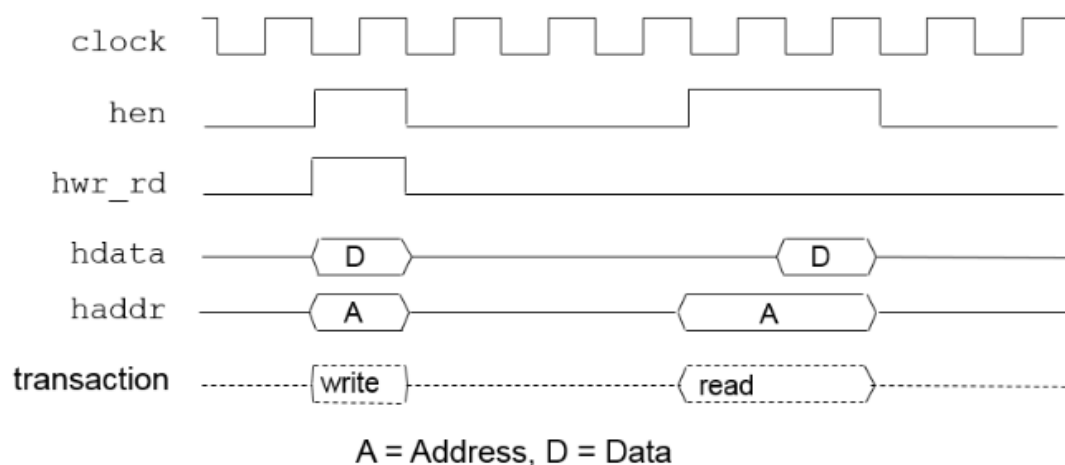 clock
hen
hwr_rd
hdata D D
haddr A A
transaction write read
A = Address, D = Data